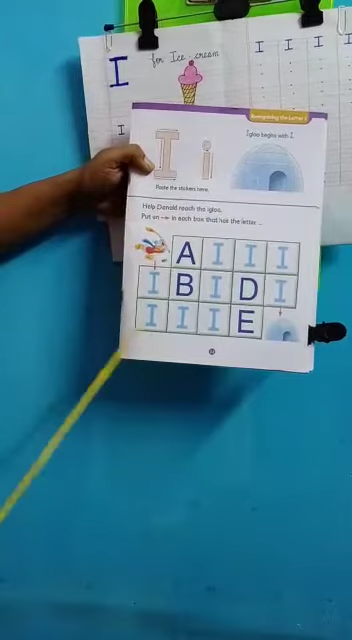 I for Ice-cream
I I I I
I
Recognising the Letter I
I i
Igloo begins with I.
Paste the stickers here.
Help Donald reach the igloo.
Put an in each box that has the letter
A I I I
I B I D I
I I I E